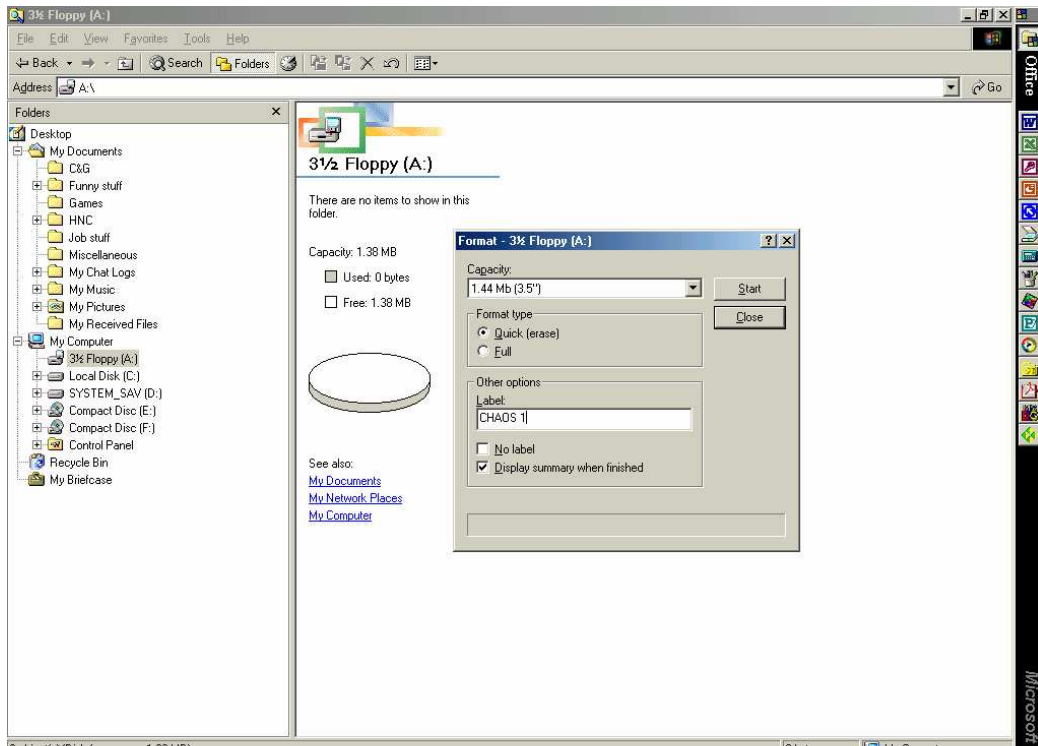 3½ Floppy (A:)
File Edit View Favorites Tools Help
Back Search Folders
Address A:\ Go
Folders
Desktop
My Documents
C&G
Funny stuff
Games
HNC
Job stuff
Miscellaneous
My Chat Logs
My Music
My Pictures
My Received Files
My Computer
3½ Floppy (A:)
Local Disk (C:)
SYSTEM_SAV (D:)
Compact Disc (E:)
Compact Disc (F:)
Control Panel
Recycle Bin
My Briefcase
3½ Floppy (A:)
There are no items to show in this
folder.
Capacity: 1.38 MB
Used: 0 bytes
Free: 1.38 MB
See also:
My Documents
My Network Places
My Computer
Format - 3½ Floppy (A:)
Capacity:
1.44 Mb (3.5")
Start
Close
Format type
Quick (erase)
Full
Other options
Label:
CHAOS 1
No label
Display summary when finished
Office
Microsoft